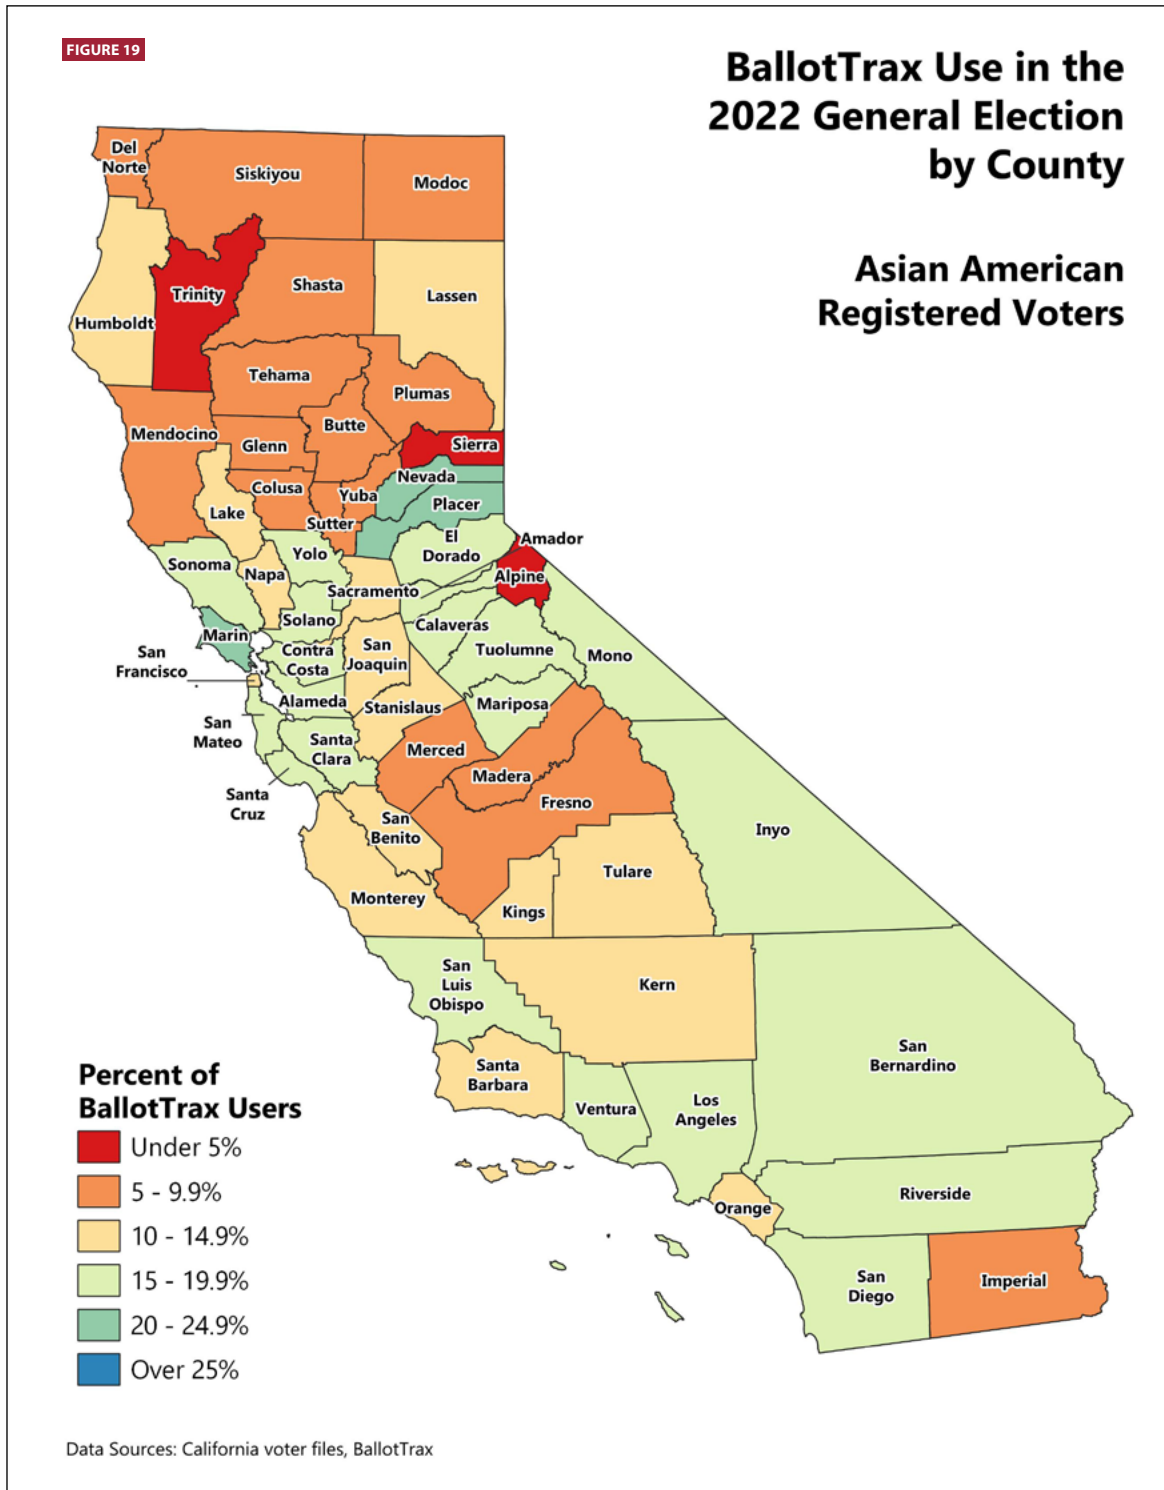 FIGURE 19
BallotTrax Use in the
2022 General Election
by County
Asian American
Registered Voters
Del
Norte
Siskiyou
Modoc
Trinity
Shasta
Lassen
Humboldt
Tehama
Plumas
Butte
Mendocino
Glenn
Sierra
Nevada
Colusa
Yuba
Placer
Lake
Sutter
El
Dorado
Amador
Yolo
Sonoma
Napa
Alpine
Sacramento
Solano
Calaveras
Marin
San
Francisco
Contra
Costa
San
Joaquin
Tuolumne
Mono
Alameda
Stanislaus
Mariposa
San
Mateo
Santa
Clara
Merced
Madera
Fresno
Santa
Cruz
San
Benito
Inyo
Tulare
Monterey
Kings
San
Luis
Obispo
Kern
San
Bernardino
Santa
Barbara
Ventura
Los
Angeles
Riverside
Orange
San
Diego
Imperial
Percent of
BallotTrax Users
Under 5%
5 - 9.9%
10 - 14.9%
15 - 19.9%
20 - 24.9%
Over 25%
Data Sources: California voter files, BallotTrax